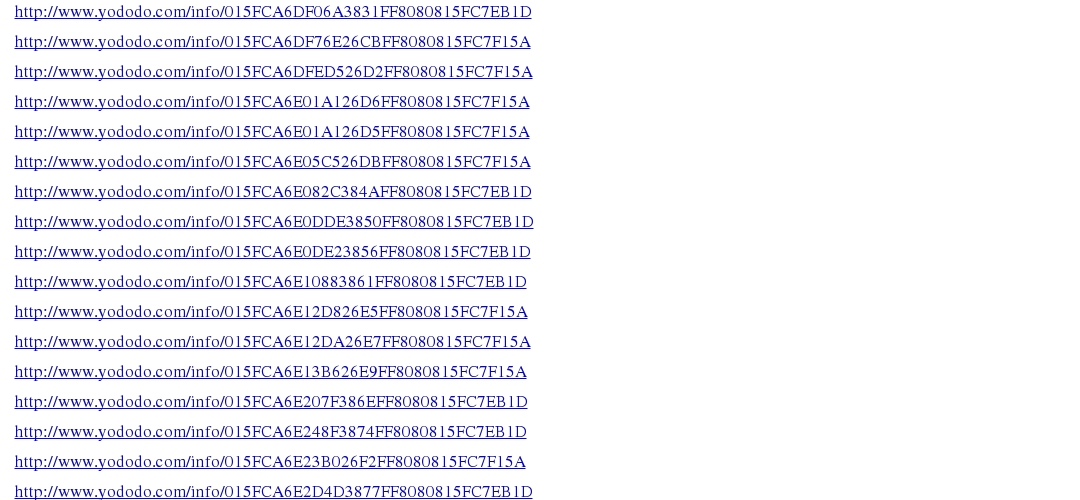 http://www.yododo.com/info/015FCA6DF06A3831FF8080815FC7EB1D
http://www.yododo.com/info/015FCA6DF76E26CBFF8080815FC7F15A
http://www.yododo.com/info/015FCA6DFED526D2FF8080815FC7F15A
http://www.yododo.com/info/015FCA6E01A126D6FF8080815FC7F15A
http://www.yododo.com/info/015FCA6E01A126D5FF8080815FC7F15A
http://www.yododo.com/info/015FCA6E05C526DBFF8080815FC7F15A
http://www.yododo.com/info/015FCA6E082C384AFF8080815FC7EB1D
http://www.yododo.com/info/015FCA6E0DDE3850FF8080815FC7EB1D
http://www.yododo.com/info/015FCA6E0DE23856FF8080815FC7EB1D
http://www.yododo.com/info/015FCA6E10883861FF8080815FC7EB1D
http://www.yododo.com/info/015FCA6E12D826E5FF8080815FC7F15A
http://www.yododo.com/info/015FCA6E12DA26E7FF8080815FC7F15A
http://www.yododo.com/info/015FCA6E13B626E9FF8080815FC7F15A
http://www.yododo.com/info/015FCA6E207F386EFF8080815FC7EB1D
http://www.yododo.com/info/015FCA6E248F3874FF8080815FC7EB1D
http://www.yododo.com/info/015FCA6E23B026F2FF8080815FC7F15A
http://www.yododo.com/info/015FCA6E2D4D3877FF8080815FC7EB1D